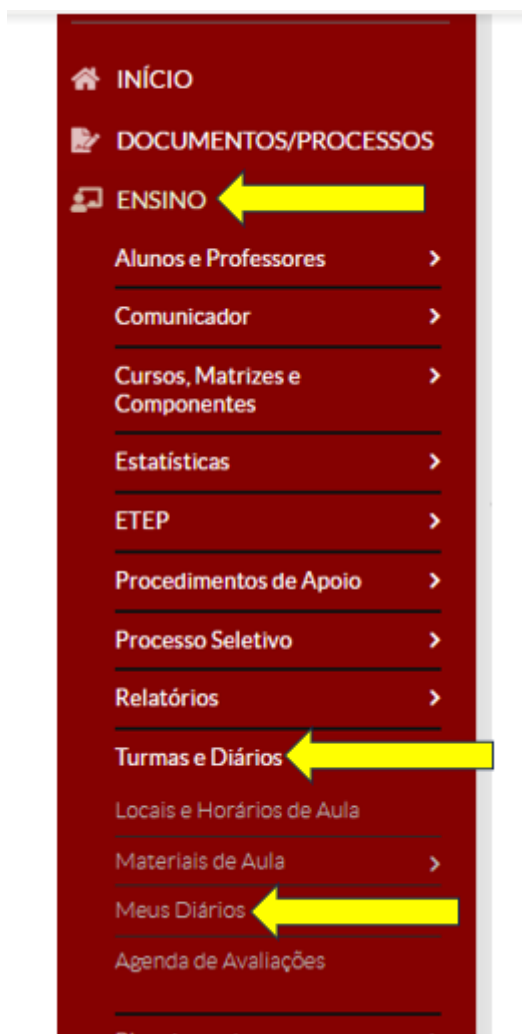 INÍCIO
DOCUMENTOS/PROCESSOS
ENSINO
Alunos e Professores
Comunicador
Cursos, Matrizes e
Componentes
Estatísticas
ETEP
Procedimentos de Apoio
Processo Seletivo
Relatórios
Turmas e Diários
Locais e Horários de Aula
Materiais de Aula
Meus Diários
Agenda de Avaliações